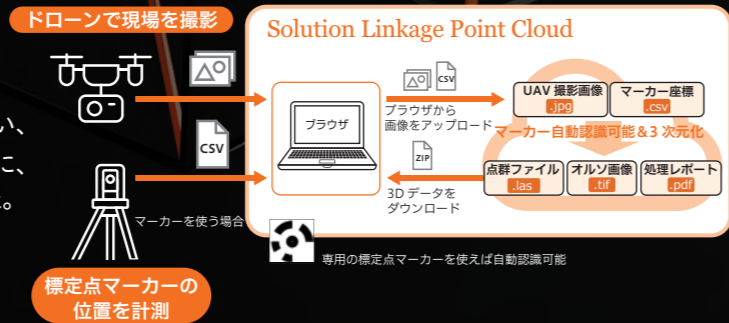 ドローンで現場を撮影
い、
に、
。
CSV
マーカーを使う場合
標定点マーカーの
位置を計測
Solution Linkage Point Cloud
ブラウザ
CSV
ブラウザから
画像をアップロード
ZIP
3D データを
ダウンロード
UAV 撮影画像
.jpg
マーカー座標
.csv
マーカー自動認識可能&3 次元化
点群ファイル
.las
オルソ画像
.tif
処理レポート
.pdf
専用の標定点マーカーを使えば自動認識可能